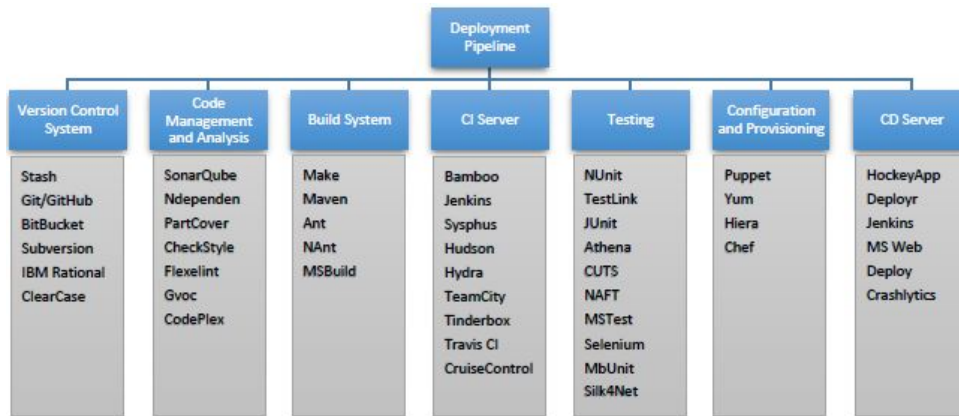 Deployment
Pipeline
Version Control
System
Stash
Git/GitHub
BitBucket
Subversion
IBM Rational
ClearCase
Code
Management
and Analysis
SonarQube
Ndependen
PartCover
CheckStyle
Flexelint
Gvoc
CodePlex
Build System
Make
Maven
Ant
NAnt
MSBuild
CI Server
Bamboo
Jenkins
Sysphus
Hudson
Hydra
TeamCity
Tinderbox
Travis CI
CruiseControl
Testing
NUnit
TestLink
JUnit
Athena
CUTS
NAFT
MSTest
Selenium
MbUnit
Silk4Net
Configuration
and Provisioning
Puppet
Yum
Hiera
Chef
CD Server
HockeyApp
Deployr
Jenkins
MS Web
Deploy
Crashlytics